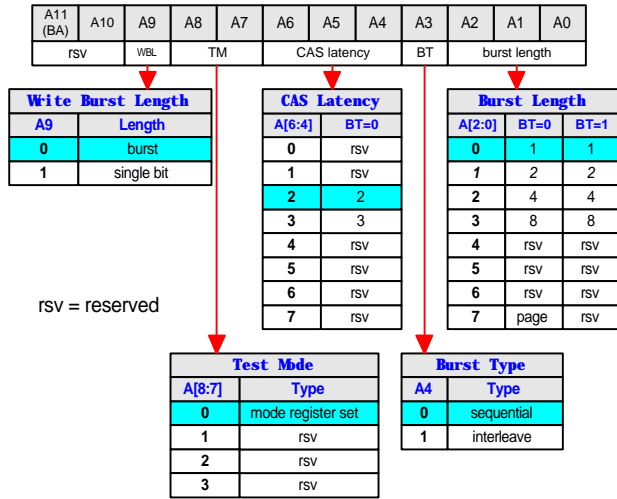 A11 (BA) A10 A9 A8 A7 A6 A5 A4 A3 A2 A1 A0
rsv WBL TM CAS latency BT burst length
Write Burst Length
A9 Length
0 burst
1 single bit
CAS Latency
A[6:4] BT=0
0 rsv
1 rsv
2 2
3 3
4 rsv
5 rsv
6 rsv
7 rsv
Burst Length
A[2:0] BT=0 BT=1
0 1 1
1 2 2
2 4 4
3 8 8
4 rsv rsv
5 rsv rsv
6 rsv rsv
7 page rsv
rsv = reserved
Test Mode
A[8:7] Type
0 mode register set
1 rsv
2 rsv
3 rsv
Burst Type
A4 Type
0 sequential
1 interleave